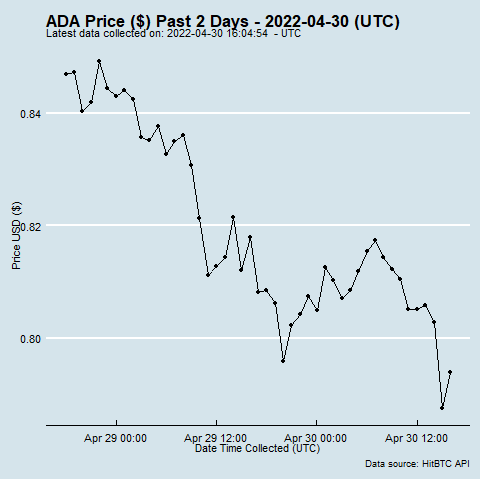 ADA Price ($) Past 2 Days - 2022-04-30 (UTC)
Latest data collected on: 2022-04-30 16:04:54  - UTC
0.84
0.82
0.80
Price USD ($)
Apr 29 00:00
Apr 29 12:00
Apr 30 00:00
Apr 30 12:00
Date Time Collected (UTC)
Data source: HitBTC API